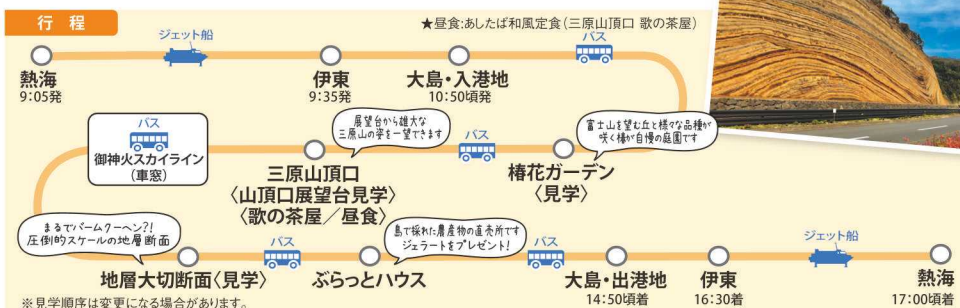 行 程
★昼食:あしたば和風定食(三原山頂口 歌の茶屋)
ジェット船
バス
熱海
9:05発
伊東
9:35発
大島・入港地
10:50頃発
富士山を望む丘と様々な品種が
咲く椿が自慢の庭園です
椿花ガーデン
〈見学〉
バス
展望台から雄大な
三原山の姿を一望できます
三原山頂口
〈山頂口展望台見学〉
〈歌の茶屋/昼食〉
バス
御神火スカイライン
(車窓)
まるでバームクーヘン?!
圧倒的スケールの地層断面
地層大切断面〈見学〉
バス
島で採れた農産物の直売所です
ジェラートをプレゼント!
ぶらっとハウス
バス
大島・出港地
14:50頃着
伊東
16:30着
ジェット船
熱海
17:00頃着
※見学順序は変更になる場合があります。